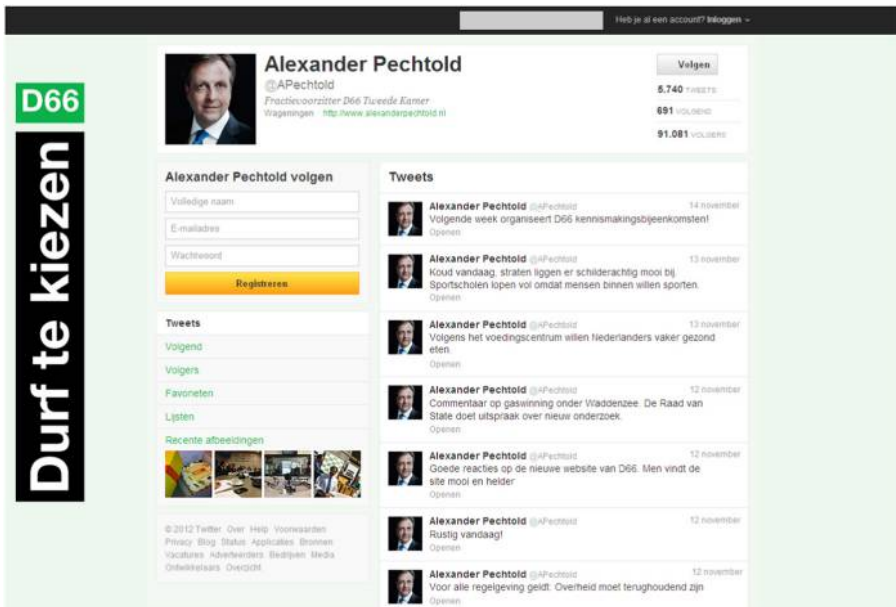 Heb je al een account? Inloggen
D66
Durf te kiezen
Alexander Pechtold
@APechtold
Fractievoorzitter D66 Tweede Kamer
Wageningen http://www.alexanderpechtold.nl
Volgen
5.740 TWEETS
691 VOLGEND
91.081 VOLGERS
Alexander Pechtold volgen
Volledige naam
E-mailadres
Wachtwoord
Registreren
Tweets
Volgend
Volgers
Favorieten
Lijsten
Recente afbeeldingen
© 2012 Twitter Over Help Voorwaarden
Privacy Blog Status Applicaties Bronnen
Vacatures Adverteerders Bedrijven Media
Ontwikkelaars Overzicht
Tweets
Alexander Pechtold @APechtold 14 november
Volgende week organiseert D66 kennismakingsbijeenkomsten!
Openen
Alexander Pechtold @APechtold 13 november
Koud vandaag, straten liggen er schilderachtig mooi bij.
Sportscholen lopen vol omdat mensen binnen willen sporten.
Openen
Alexander Pechtold @APechtold 13 november
Volgens het voedingscentrum willen Nederlanders vaker gezond
eten.
Openen
Alexander Pechtold @APechtold 12 november
Commentaar op gaswinning onder Waddenzee. De Raad van
State doet uitspraak over nieuw onderzoek.
Openen
Alexander Pechtold @APechtold 12 november
Goede reacties op de nieuwe website van D66. Men vindt de
site mooi en helder
Openen
Alexander Pechtold @APechtold 12 november
Rustig vandaag!
Openen
Alexander Pechtold @APechtold 12 november
Voor alle regelgeving geldt: Overheid moet terughoudend zijn
Openen